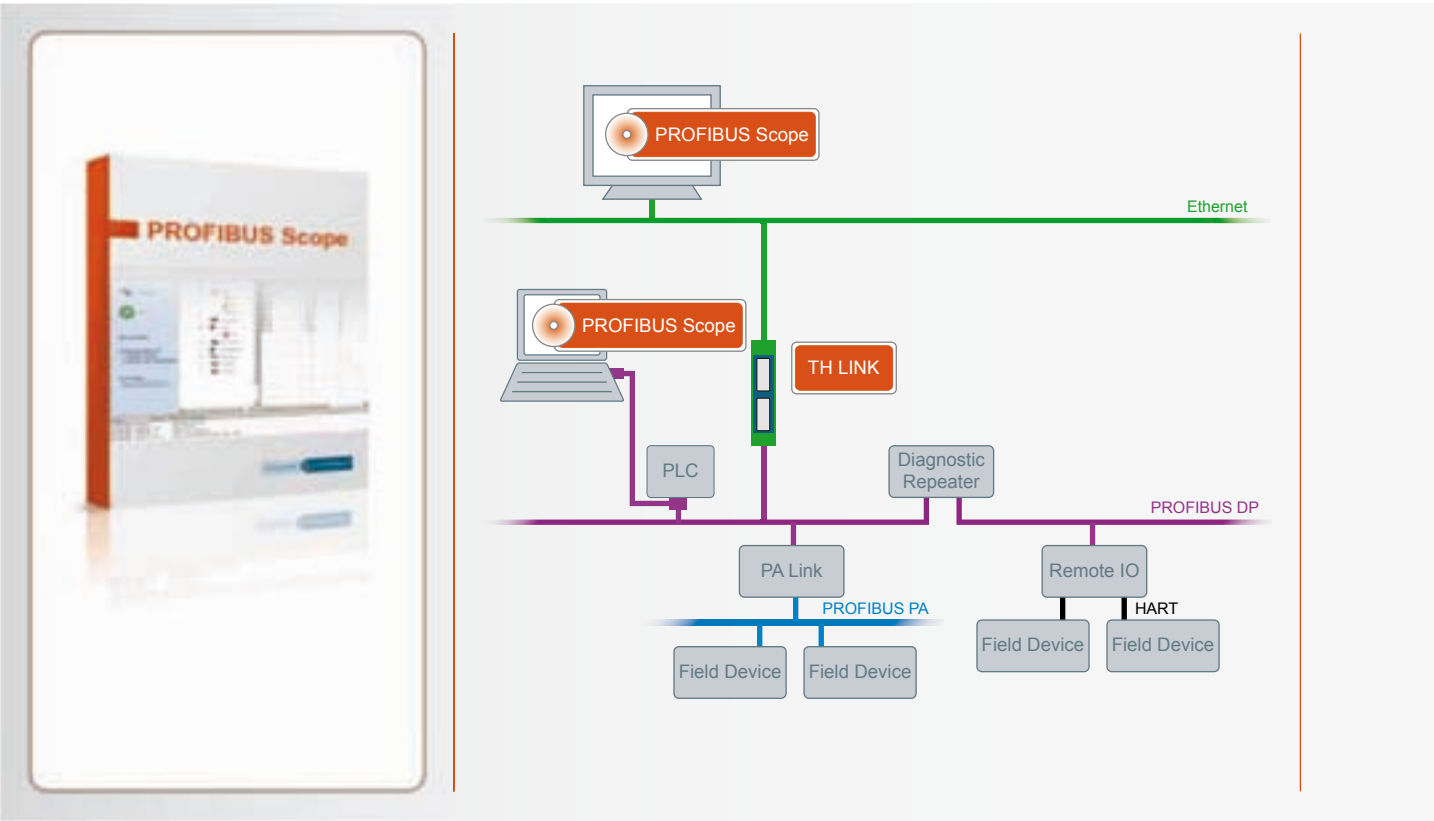 PROFIBUS Scope
PROFIBUS Scope
Ethernet
PROFIBUS Scope
TH LINK
PLC
Diagnostic
Repeater
PROFIBUS DP
PA Link
Remote IO
PROFIBUS PA
HART
Field Device
Field Device
Field Device
Field Device